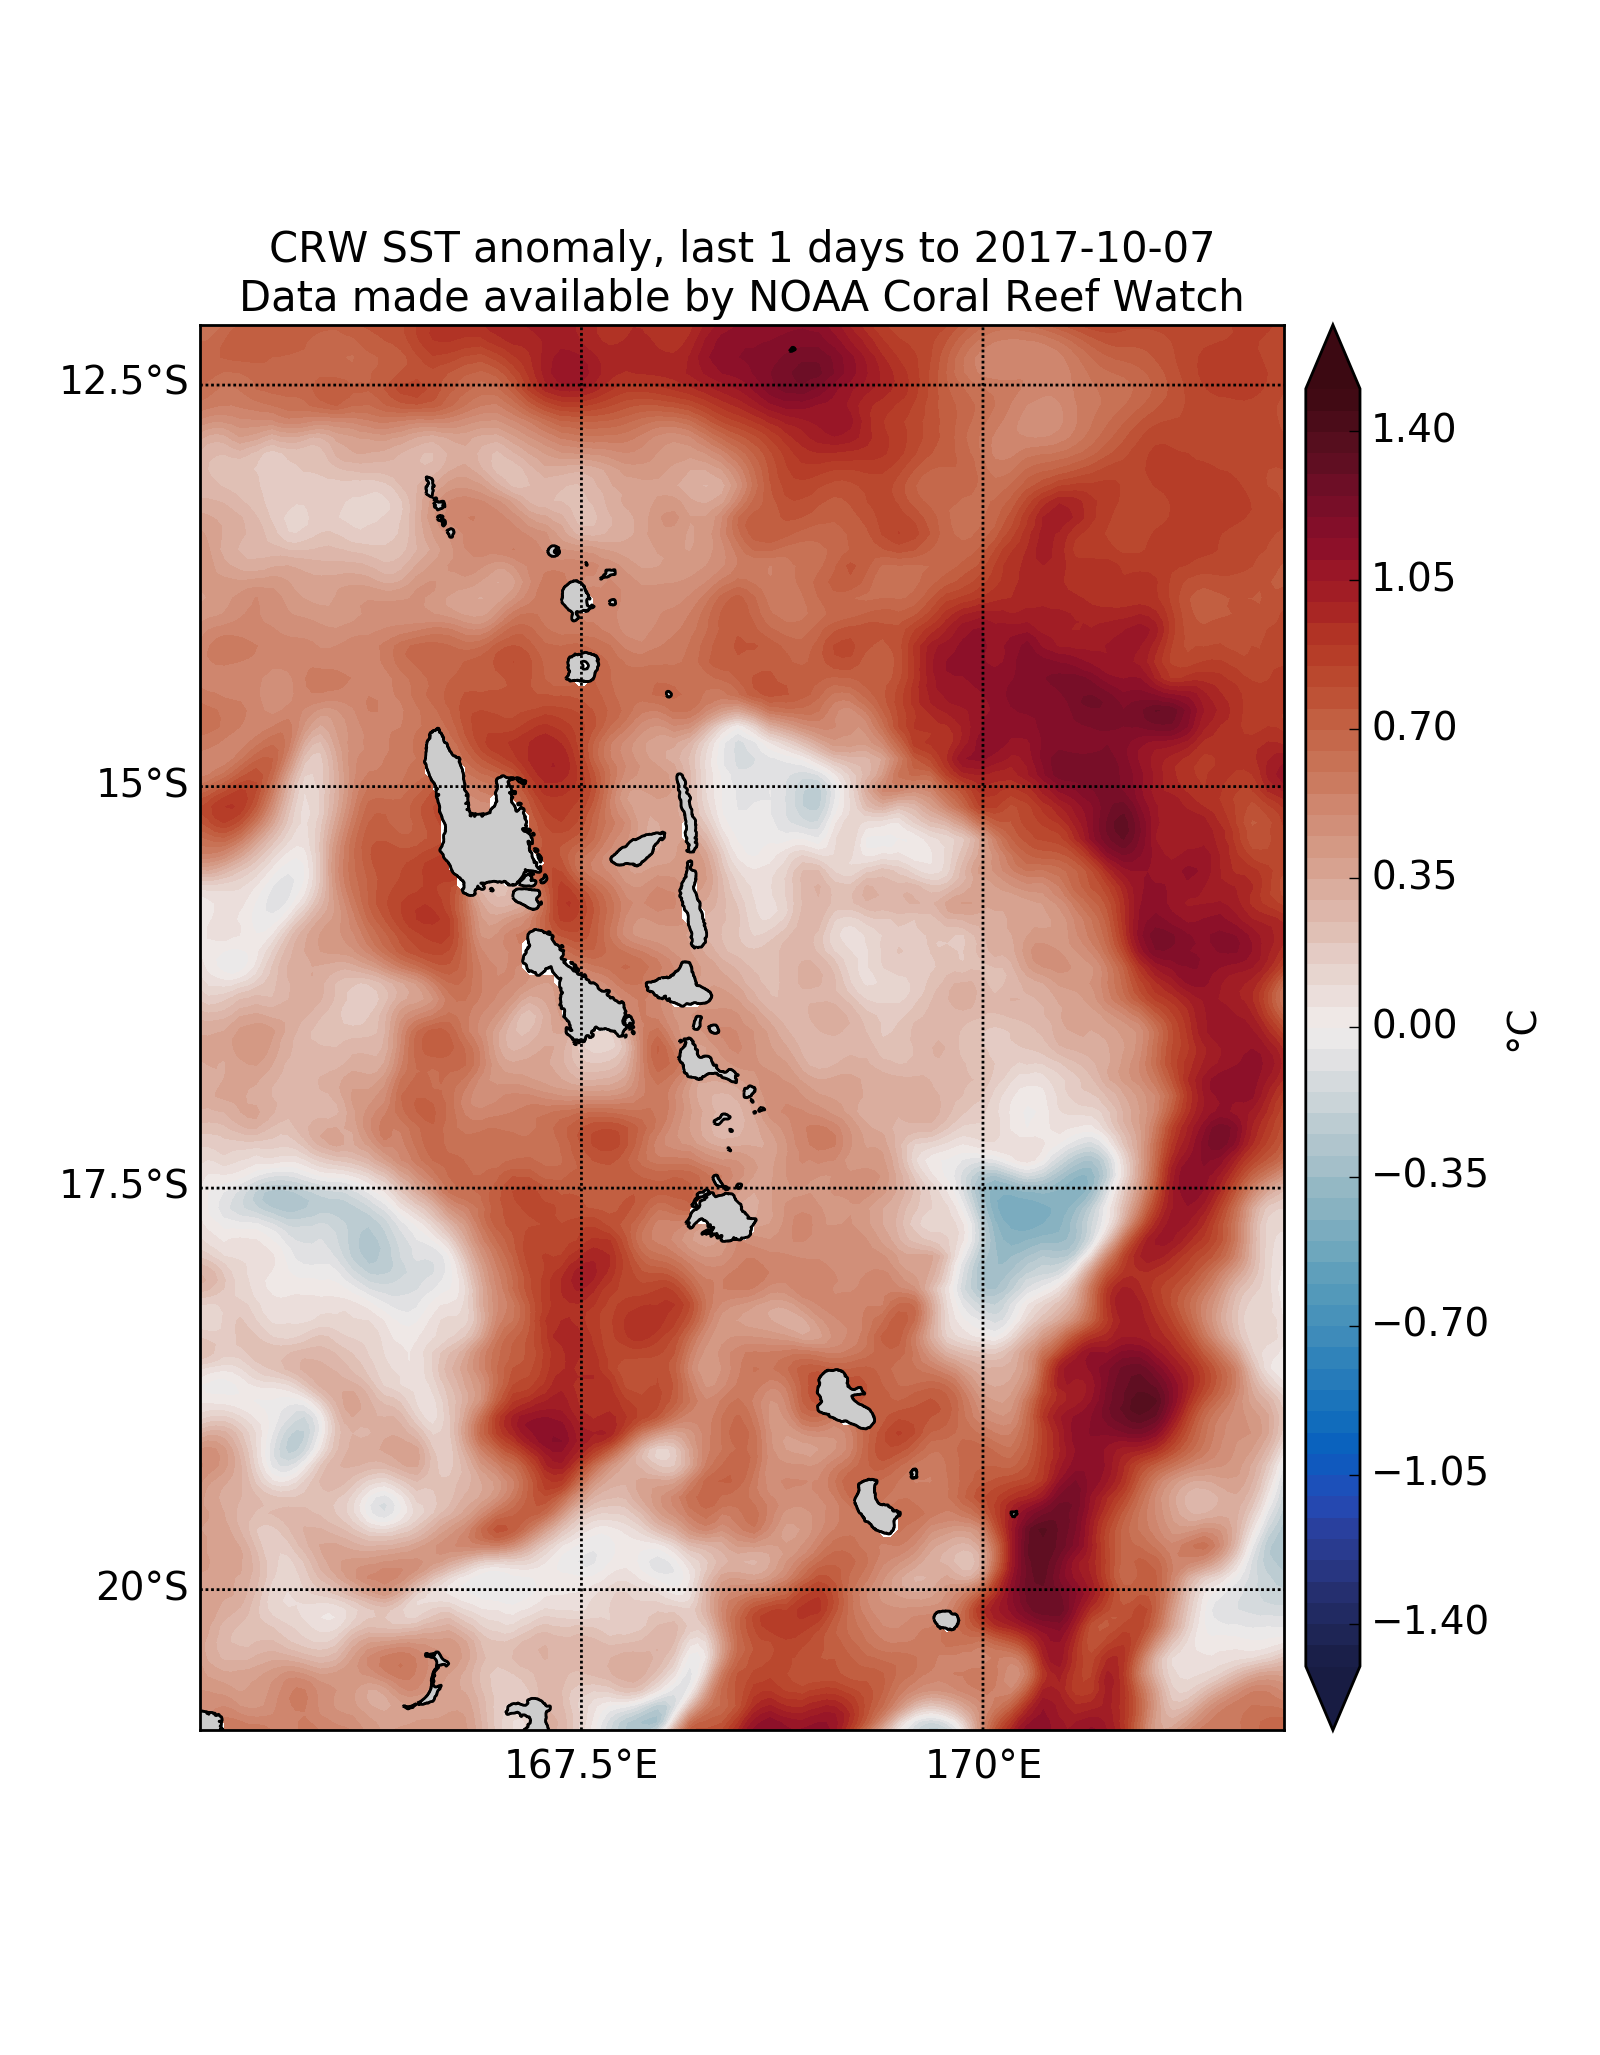 CRW SST anomaly, last 1 days to 2017-10-07
Data made available by NOAA Coral Reef Watch
12.5°S
15°S
17.5°S
20°S
167.5°E
170°E
1.40
1.05
0.70
0.35
0.00
−0.35
−0.70
−1.05
−1.40
°C